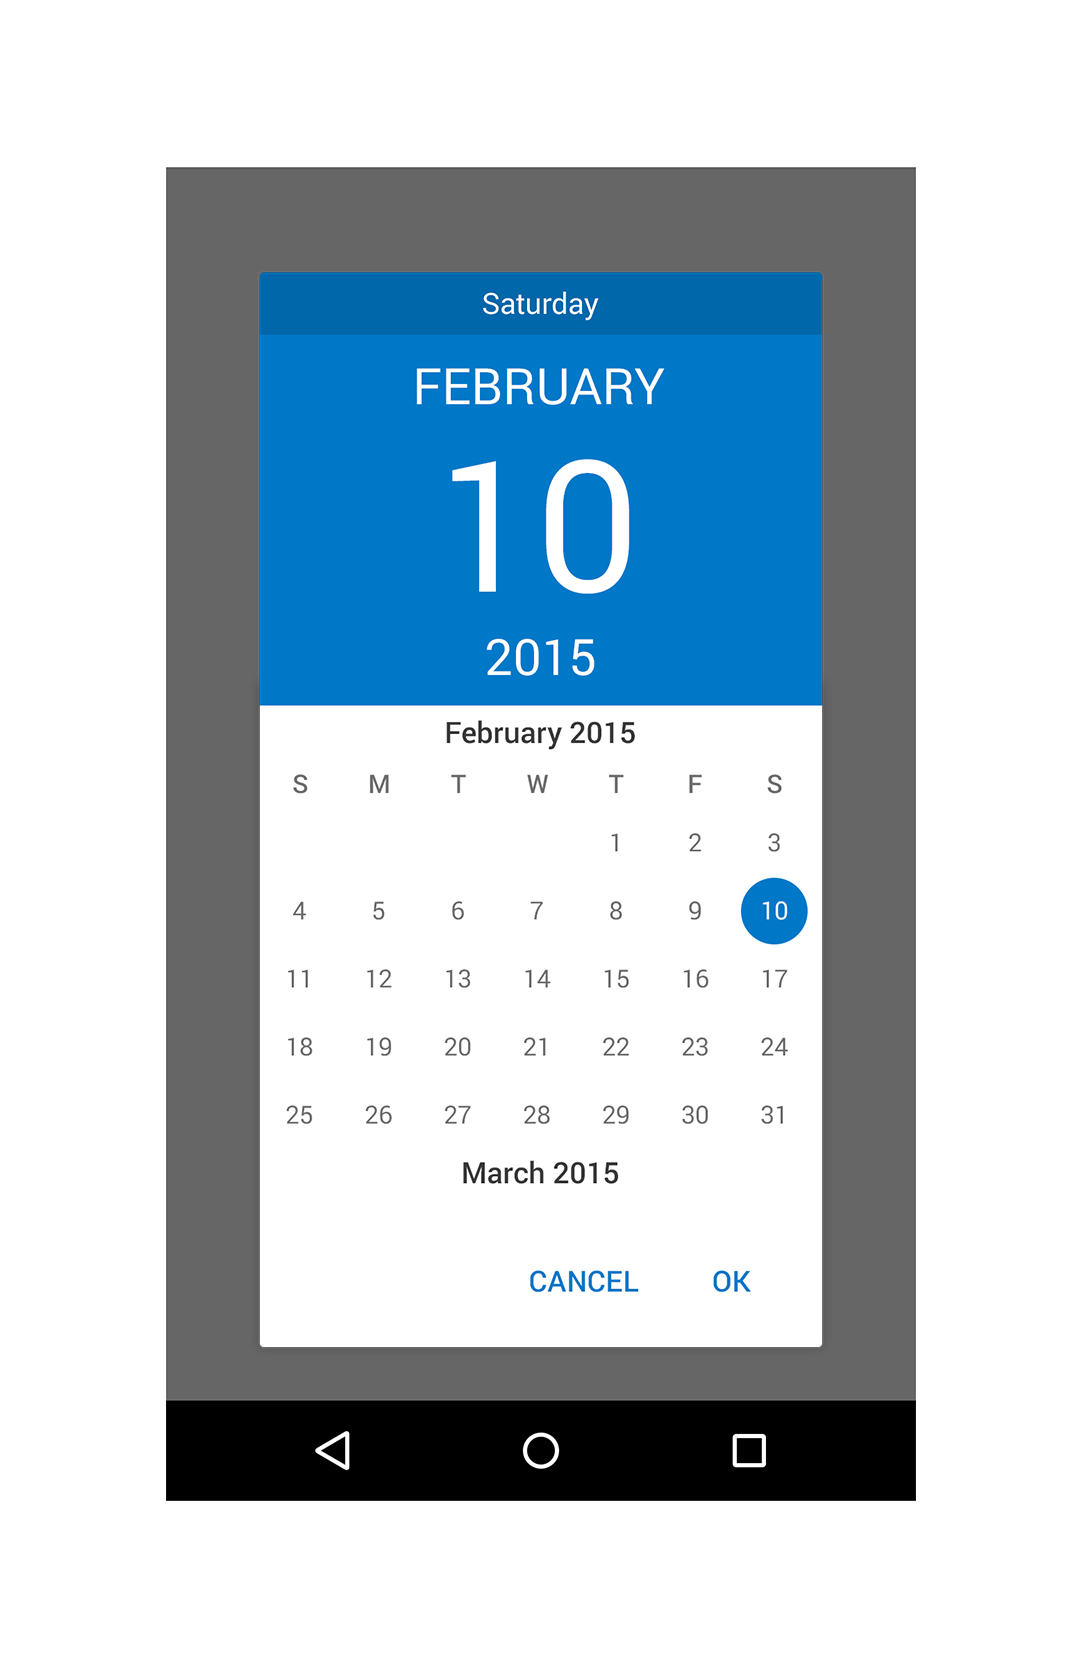 Saturday
FEBRUARY
10
2015
February 2015
S M T W T F S
1 2 3
4 5 6 7 8 9 10
11 12 13 14 15 16 17
18 19 20 21 22 23 24
25 26 27 28 29 30 31
March 2015
CANCEL OK